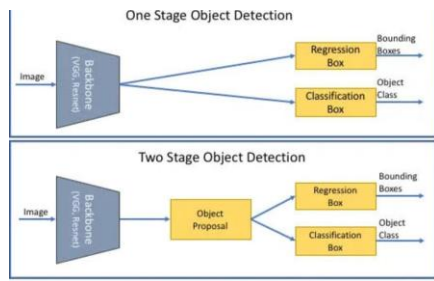 One Stage Object Detection
Image
Backbone
(VGG, Resnet)
Regression
Box
Bounding
Boxes
Classification
Box
Object
Class
Two Stage Object Detection
Image
Backbone
(VGG, Resnet)
Object
Proposal
Regression
Box
Bounding
Boxes
Classification
Box
Object
Class